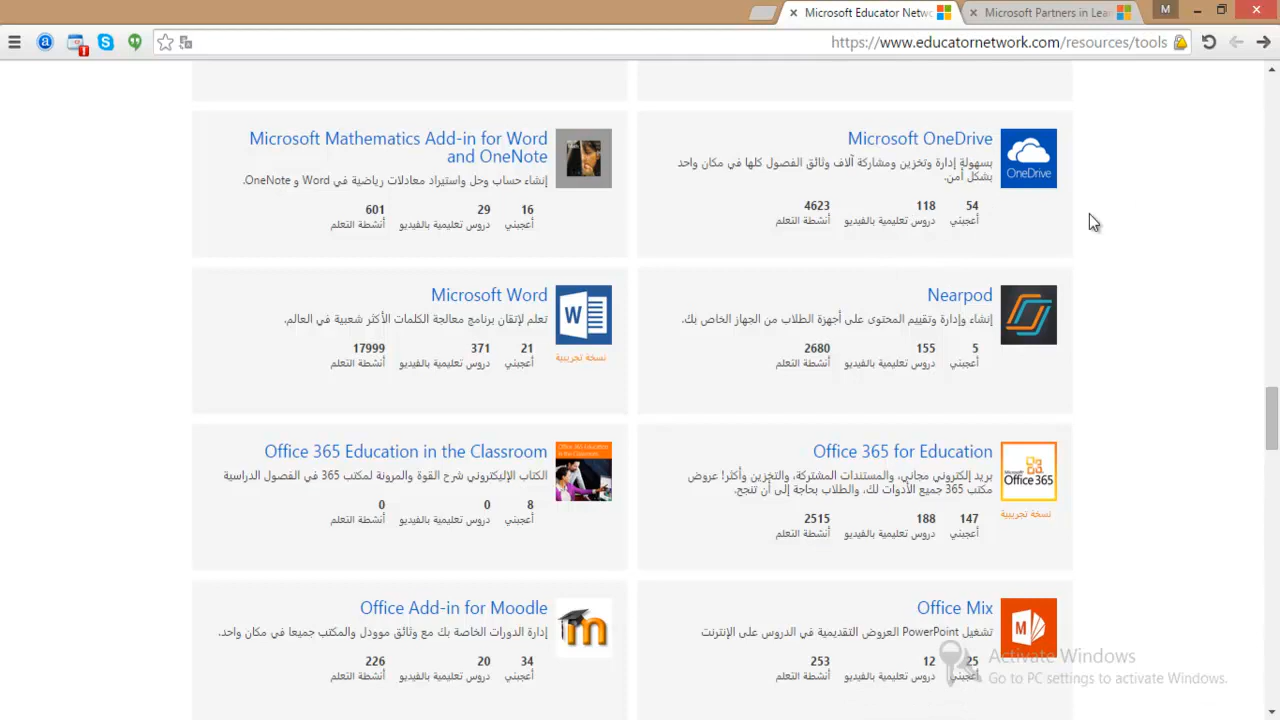 Microsoft Educator Netw
Microsoft Partners in Lea
M
https://www.educatornetwork.com/resources/tools
Microsoft OneDrive
بسهولة إدارة وتخزين ومشاركة آلاف وثائق الفصول كلها في مكان واحد
بشكل آمن.
54 118 4623
أعجبني دروس تعليمية بالفيديو أنشطة التعلم
OneDrive
Microsoft Mathematics Add-in for Word
and OneNote
إنشاء حساب وحل واستيراد معادلات رياضية في Word و OneNote.
16 29 601
أعجبني دروس تعليمية بالفيديو أنشطة التعلم
Nearpod
إنشاء وإدارة وتقييم المحتوى على أجهزة الطلاب من الجهاز الخاص بك.
5 155 2680
أعجبني دروس تعليمية بالفيديو أنشطة التعلم
Microsoft Word
تعلم لإتقان برنامج معالجة الكلمات الأكثر شعبية في العالم.
21 371 17999
أعجبني دروس تعليمية بالفيديو أنشطة التعلم
W
نسخة تجريبية
Office 365 for Education
بريد إلكتروني مجاني، والمستندات المشتركة، والتخزين وأكثر! عروض
مكتب 365 جميع الأدوات لك، والطلاب بحاجة إلى أن تنجح.
147 188 2515
أعجبني دروس تعليمية بالفيديو أنشطة التعلم
Microsoft
Office 365
نسخة تجريبية
Office 365 Education in the Classroom
الكتاب الإليكتروني شرح القوة والمرونة لمكتب 365 في الفصول الدراسية
8 0 0
أعجبني دروس تعليمية بالفيديو أنشطة التعلم
Office 365 Education
in the Classroom
Office Mix
تشغيل PowerPoint العروض التقديمية في الدروس على الإنترنت
25 12 253
أعجبني دروس تعليمية بالفيديو أنشطة التعلم
M
Office Add-in for Moodle
إدارة الدورات الخاصة بك مع وثائق موودل والمكتب جميعا في مكان واحد.
34 20 226
أعجبني دروس تعليمية بالفيديو أنشطة التعلم
m
Activate Windows
Go to PC settings to activate Windows.